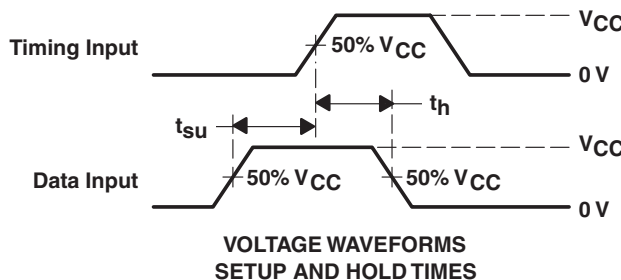 VCC
Timing Input
50% VCC
0 V
tsu
th
VCC
Data Input
50% VCC
50% VCC
0 V
VOLTAGE WAVEFORMS
SETUP AND HOLD TIMES